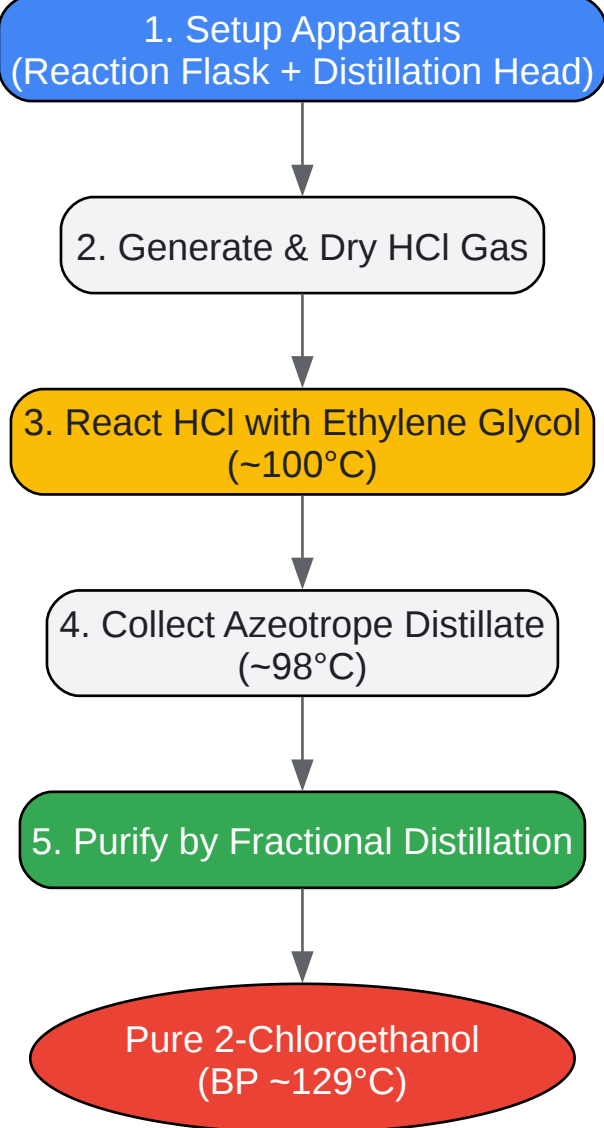 1. Setup Apparatus
(Reaction Flask + Distillation Head)
2. Generate & Dry HCl Gas
3. React HCl with Ethylene Glycol
(~100°C)
4. Collect Azeotrope Distillate
(~98°C)
5. Purify by Fractional Distillation
Pure 2-Chloroethanol
(BP ~129°C)